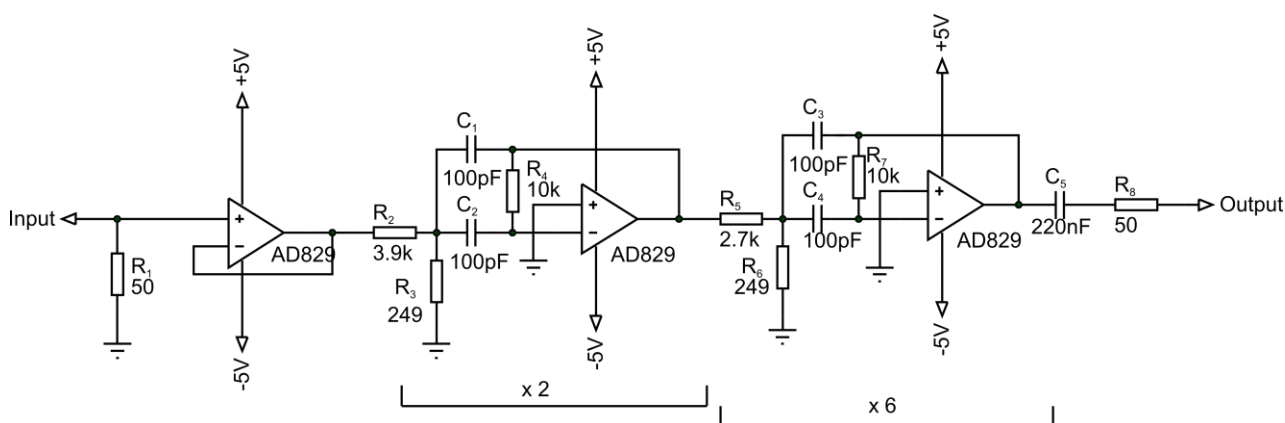 +5V
+5V
+5V
C₁
100pF
R₄
10k
C₂
100pF
C₃
100pF
R₇
10k
C₄
100pF
C₅
220nF
R₈
50
Input
+
−
AD829
R₂
3.9k
+
−
AD829
R₅
2.7k
+
−
AD829
Output
R₁
50
R₃
249
R₆
249
-5V
-5V
-5V
x 2
x 6